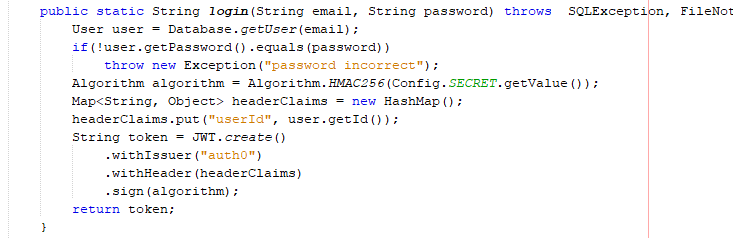 public static String login(String email, String password) throws  SQLException, FileNot
User user = Database.getUser(email);
if(!user.getPassword().equals(password))
throw new Exception("password incorrect");
Algorithm algorithm = Algorithm.HMAC256(Config.SECRET.getValue());
Map<String, Object> headerClaims = new HashMap();
headerClaims.put("userId", user.getId());
String token = JWT.create()
.withIssuer("auth0")
.withHeader(headerClaims)
.sign(algorithm);
return token;
}